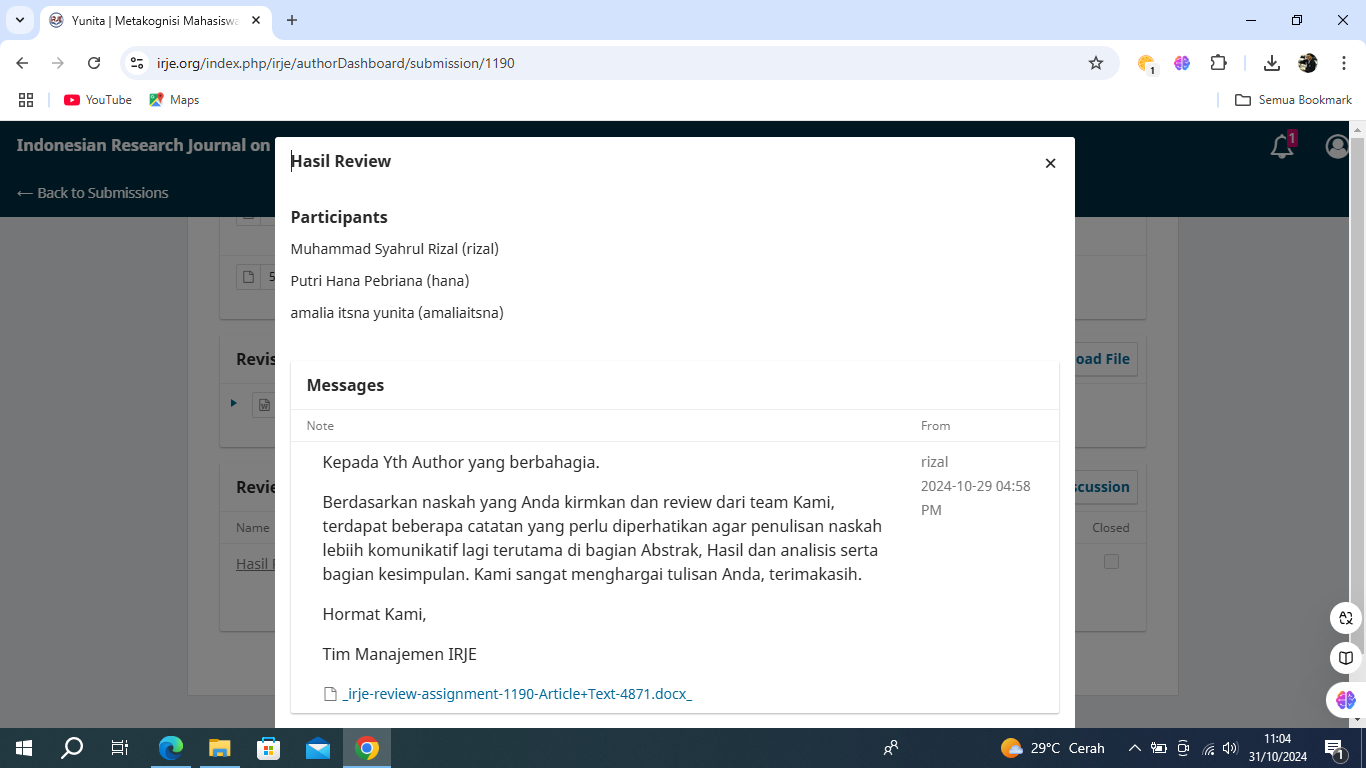 Yunita | Metakognisi Mahasiswa
irje.org/index.php/irje/authorDashboard/submission/1190
1
YouTube
Maps
Semua Bookmark
Indonesian Research Journal on
1
← Back to Submissions
Hasil Review
Participants
Muhammad Syahrul Rizal (rizal)
Putri Hana Pebriana (hana)
amalia itsna yunita (amaliaitsna)
5
Revis
oad File
Messages
Note
From
Kepada Yth Author yang berbahagia.
rizal
2024-10-29 04:58
PM
Berdasarkan naskah yang Anda kirmkan dan review dari team Kami,
terdapat beberapa catatan yang perlu diperhatikan agar penulisan naskah
lebiih komunikatif lagi terutama di bagian Abstrak, Hasil dan analisis serta
bagian kesimpulan. Kami sangat menghargai tulisan Anda, terimakasih.
Hormat Kami,
Tim Manajemen IRJE
_irje-review-assignment-1190-Article+Text-4871.docx_
Revie
scussion
Name
Closed
Hasil
29°C Cerah
11:04
31/10/2024
1